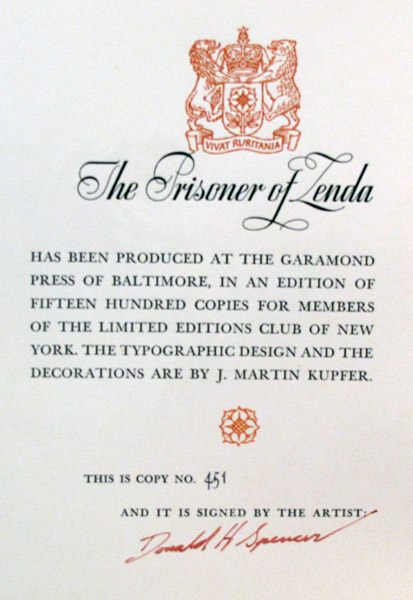 VIVAT RURITANIA
The Prisoner of Zenda
HAS BEEN PRODUCED AT THE GARAMOND
PRESS OF BALTIMORE, IN AN EDITION OF
FIFTEEN HUNDRED COPIES FOR MEMBERS
OF THE LIMITED EDITIONS CLUB OF NEW
YORK. THE TYPOGRAPHIC DESIGN AND THE
DECORATIONS ARE BY J. MARTIN KUPFER.
THIS IS COPY NO. 451
AND IT IS SIGNED BY THE ARTIST:
Donald H Spencer